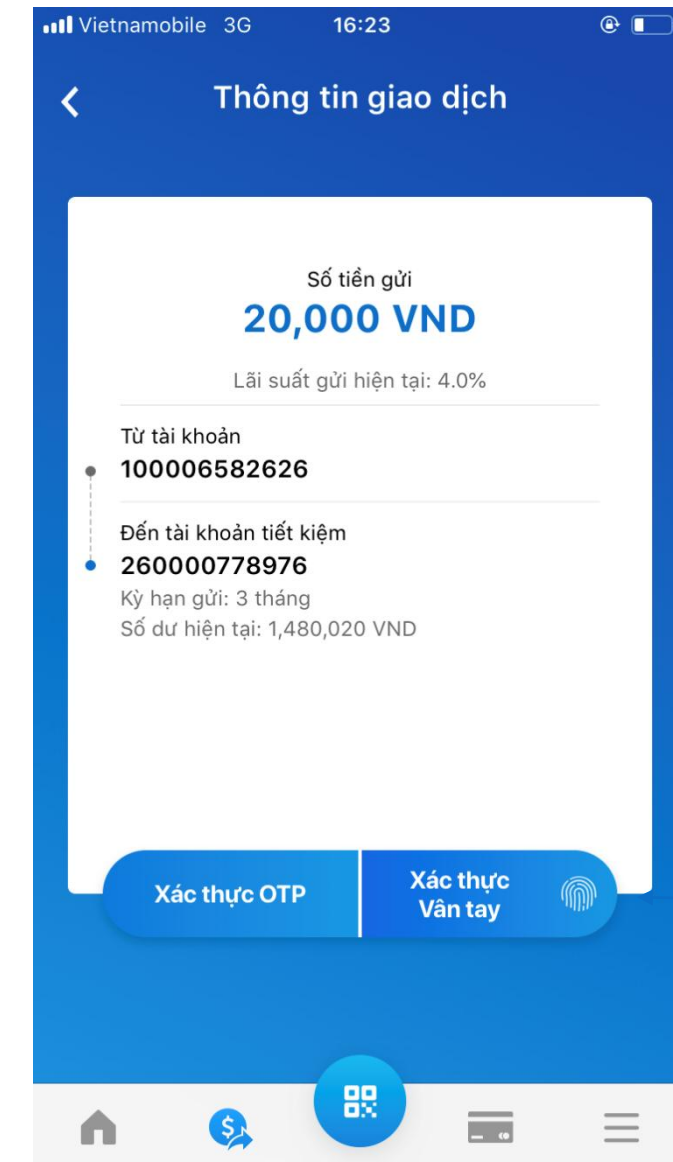 Vietnamobile 3G 16:23
Thông tin giao dịch
Số tiền gửi
20,000 VND
Lãi suất gửi hiện tại: 4.0%
Từ tài khoản
100006582626
Đến tài khoản tiết kiệm
260000778976
Kỳ hạn gửi: 3 tháng
Số dư hiện tại: 1,480,020 VND
Xác thực OTP
Xác thực
Vân tay